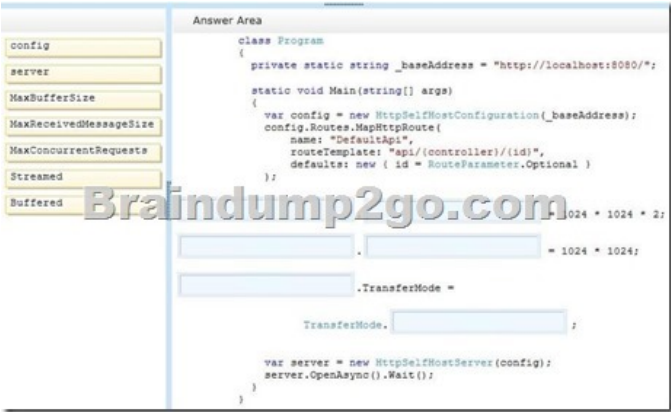 Answer Area
config
server
MaxBufferSize
MaxReceivedMessageSize
MaxConcurrentRequests
Streamed
Buffered
class Program
{
private static string _baseAddress = "http://localhost:8080/";
static void Main(string[] args)
{
var config = new HttpSelfHostConfiguration(_baseAddress);
config.Routes.MapHttpRoute(
name: "DefaultApi",
routeTemplate: "api/{controller}/{id}",
defaults: new { id = RouteParameter.Optional }
);
Braindump2go.com
= 1024 * 1024 * 2;
. = 1024 * 1024;
.TransferMode =
TransferMode. ;
var server = new HttpSelfHostServer(config);
server.OpenAsync().Wait();
}
}